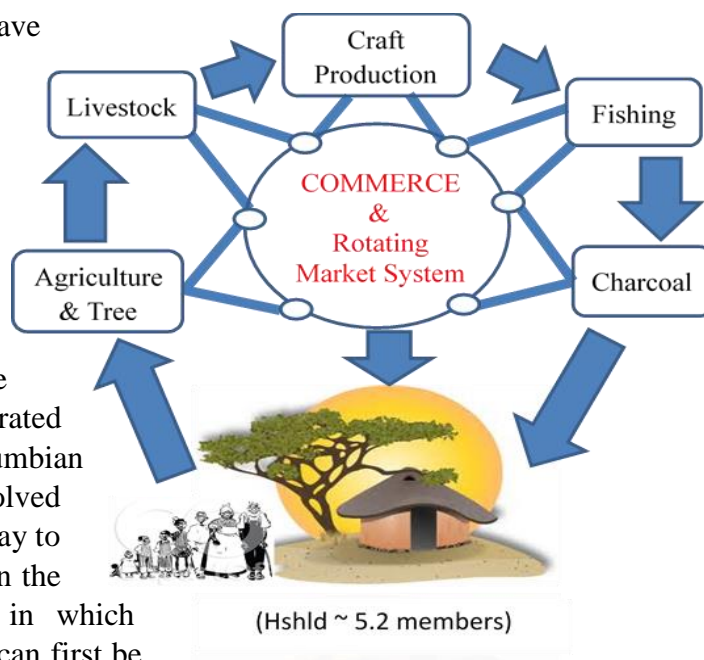 ave
Craft
Production
Livestock
Fishing
COMMERCE
&
Rotating
Market System
Agriculture
& Tree
Charcoal
e
rated
umbian
olved
ay to
n the
in which
can first be
(Hshld ~ 5.2 members)